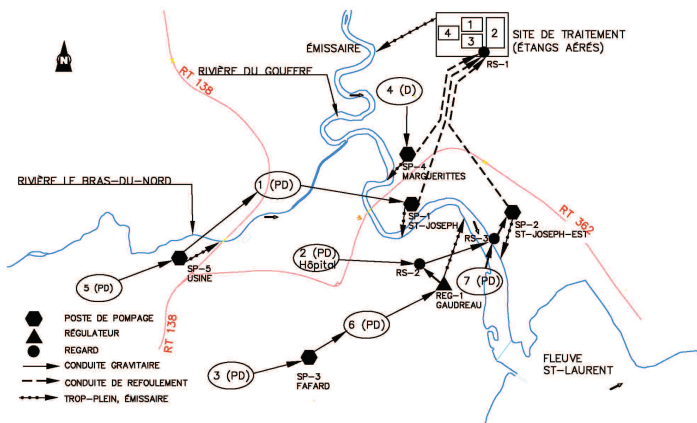 ÉMISSAIRE
4
1
3
2
SITE DE TRAITEMENT
(ÉTANGS AÉRÉS)
RS-1
N
RT 138
RIVIÈRE DU GOUFFRE
4 (D)
SP-4
MARGUERITTES
RIVIÈRE LE BRAS-DU-NORD
1 (PD)
SP-1
ST-JOSEPH
SP-2
ST-JOSEPH-EST
RT 362
RS-3
2 (PD)
Hôpital
RS-2
SP-5
USINE
5 (PD)
7 (PD)
REG-1
GAUDREAU
6 (PD)
POSTE DE POMPAGE
RÉGULATEUR
REGARD
CONDUITE GRAVITAIRE
CONDUITE DE REFOULEMENT
TROP-PLEIN, ÉMISSAIRE
RT 138
3 (PD)
SP-3
FAFARD
FLEUVE
ST-LAURENT